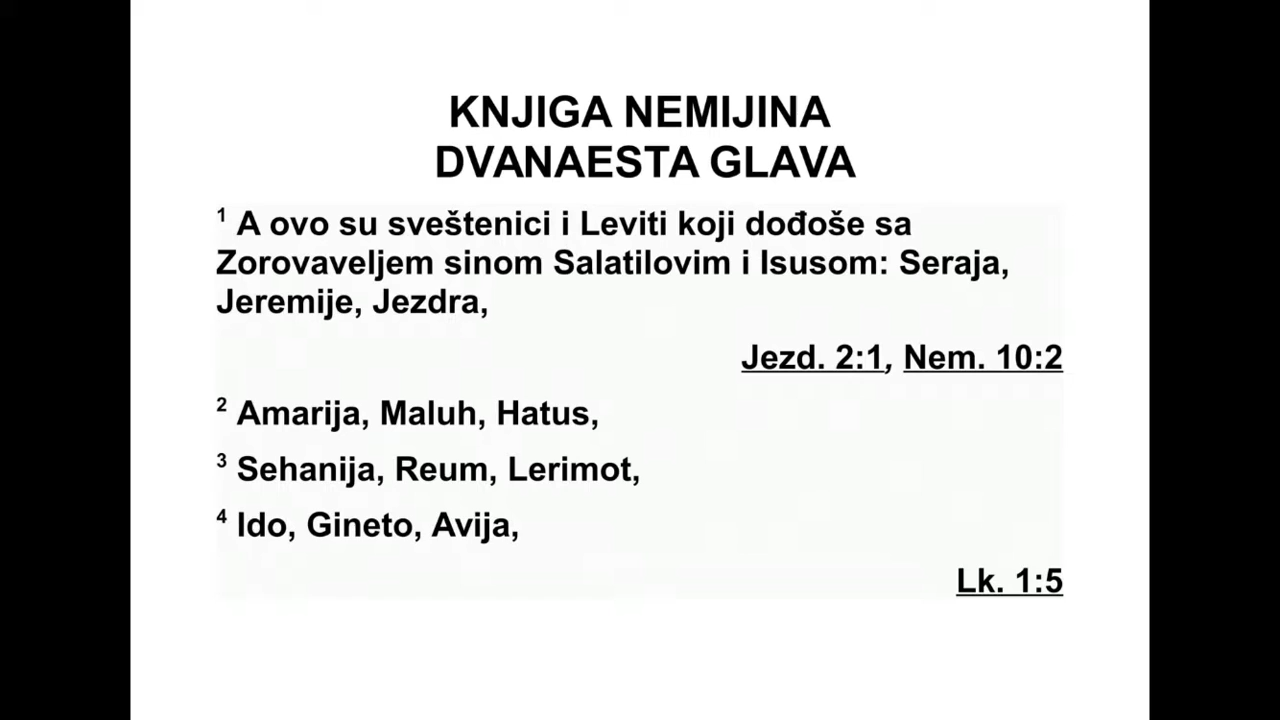 KNJIGA NEMIJINA
DVANAESTA GLAVA
1 A ovo su sveštenici i Leviti koji dođoše sa
Zorovaveljem sinom Salatilovim i Isusom: Seraja,
Jeremije, Jezdra,
Jezd. 2:1, Nem. 10:2
2 Amarija, Maluh, Hatus,
3 Sehanija, Reum, Lerimot,
4 Ido, Gineto, Avija,
Lk. 1:5